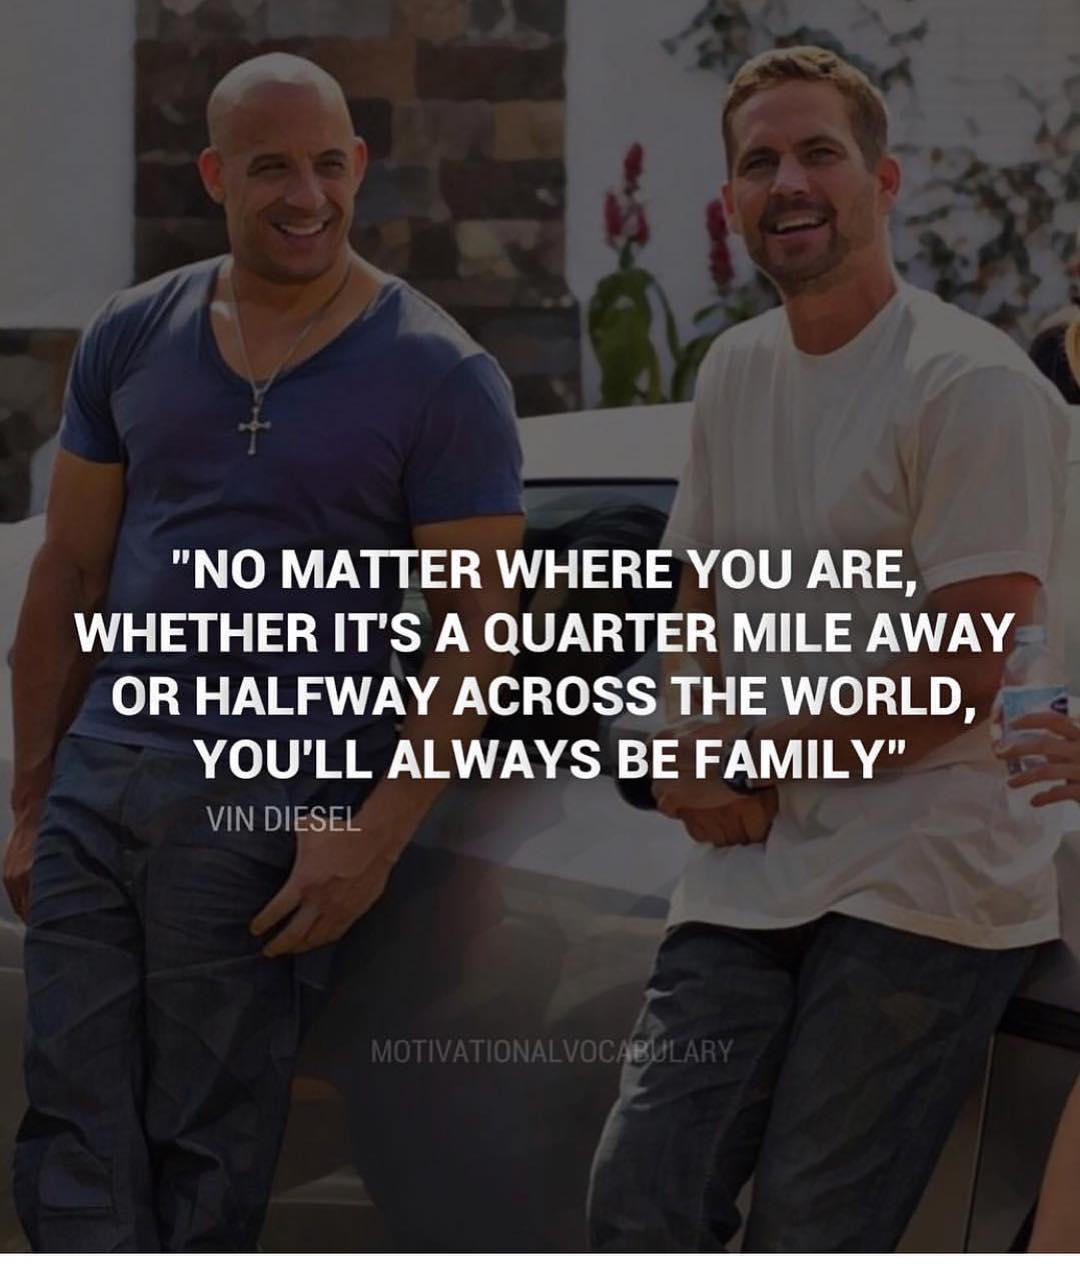 "NO MATTER WHERE YOU ARE,
WHETHER IT'S A QUARTER MILE AWAY
OR HALFWAY ACROSS THE WORLD,
YOU'LL ALWAYS BE FAMILY"
VIN DIESEL
MOTIVATIONALVOCABULARY